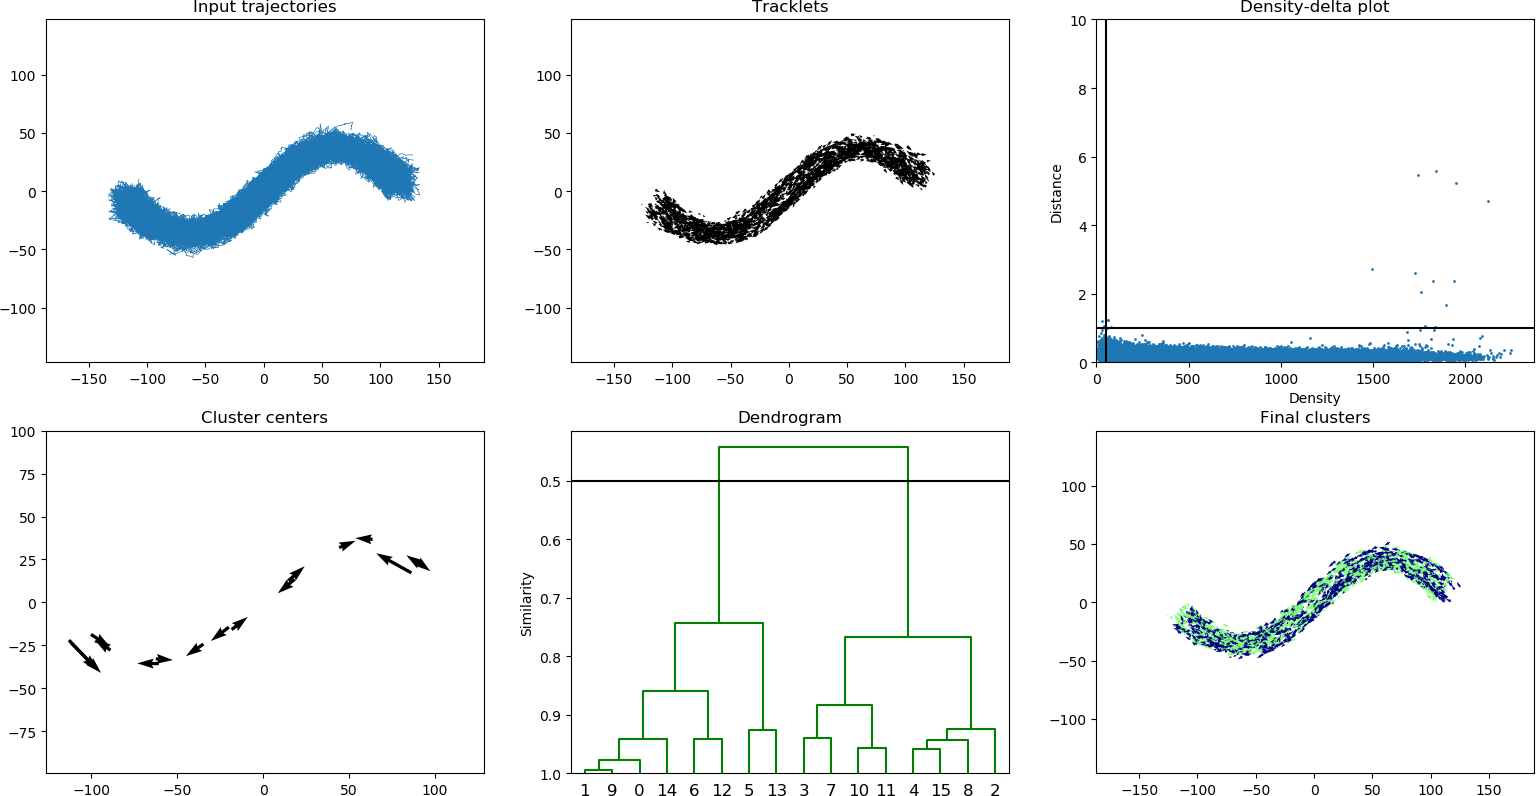 Input trajectories
100
50
0
−50
−100
−150 −100 −50 0 50 100 150
Tracklets
100
50
0
−50
−100
−150 −100 −50 0 50 100 150
Density-delta plot
10
8
6
4
2
0
Distance
0 500 1000 1500 2000
Density
Cluster centers
100
75
50
25
0
−25
−50
−75
−100 −50 0 50 100
Dendrogram
0.5
0.6
0.7
0.8
0.9
1.0
Similarity
1 9 0 14 6 12 5 13 3 7 10 11 4 15 8 2
Final clusters
100
50
0
−50
−100
−150 −100 −50 0 50 100 150